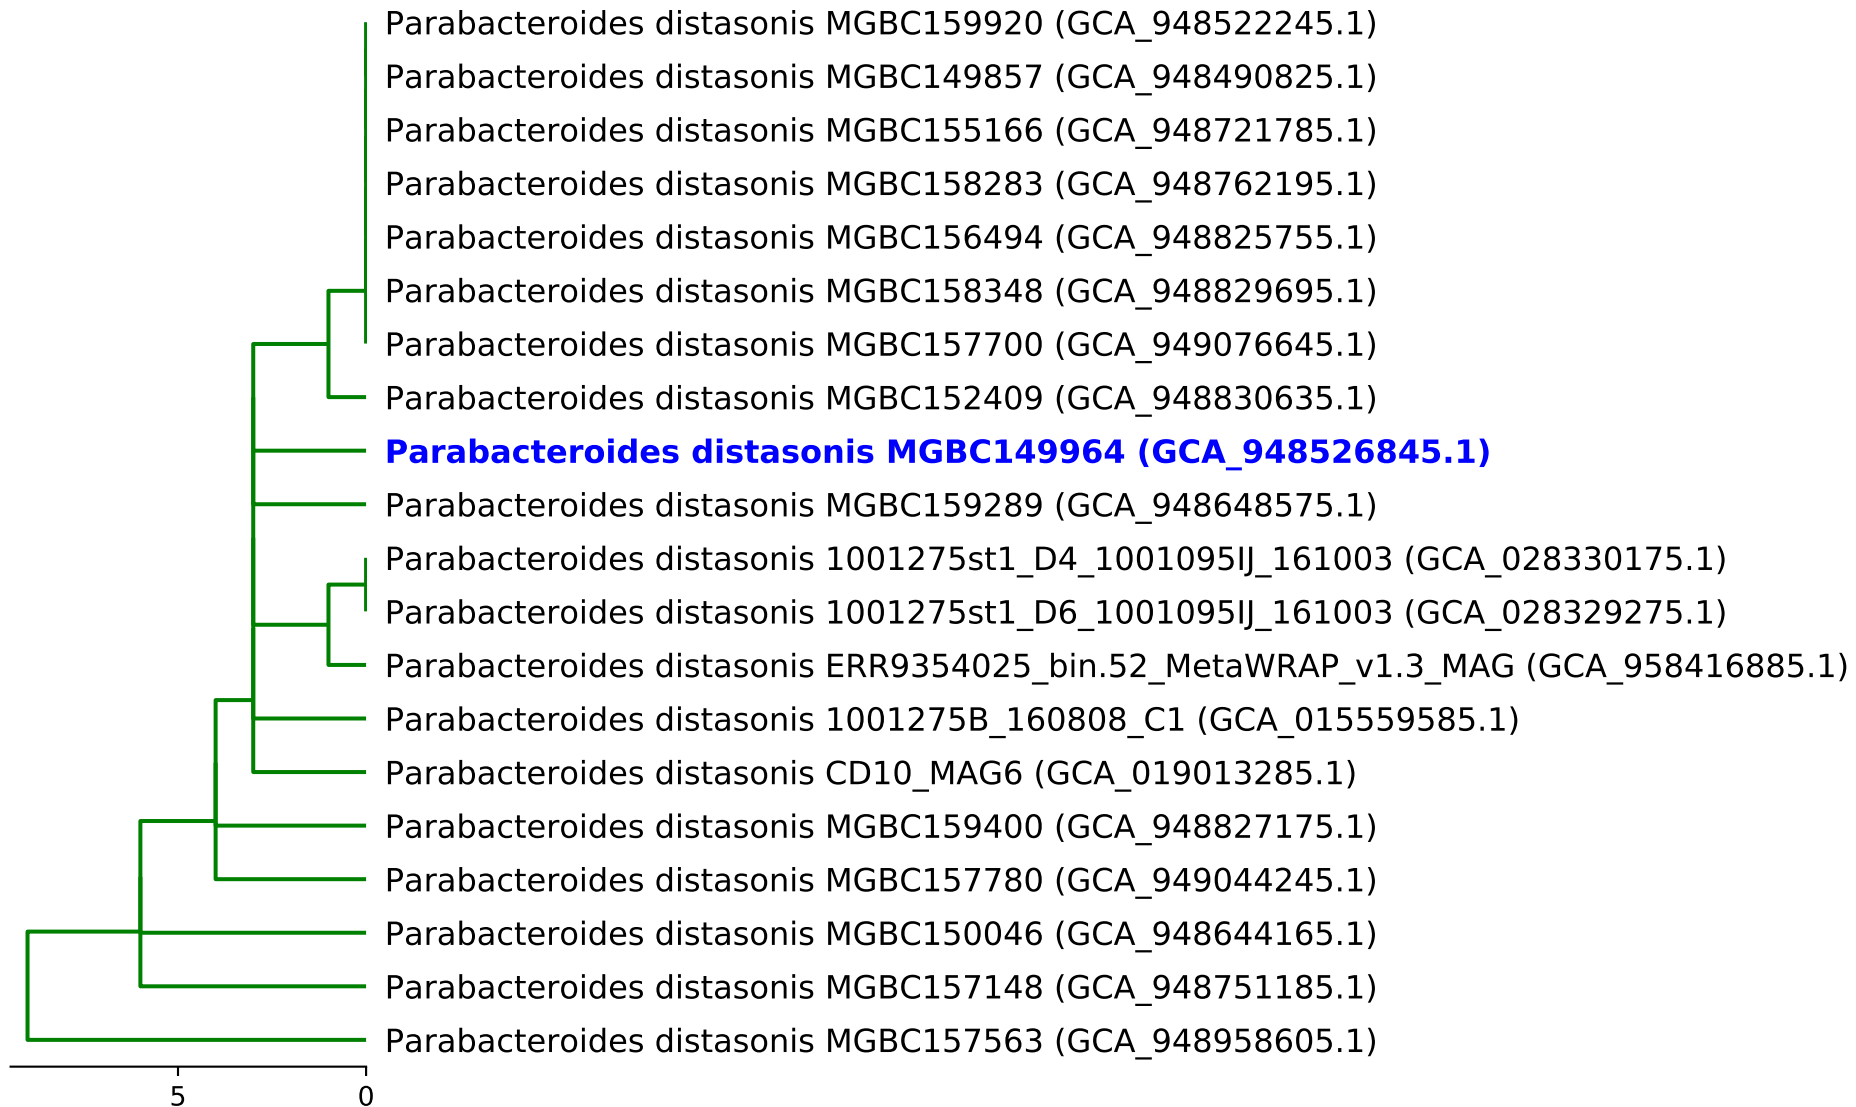 Parabacteroides distasonis MGBC159920 (GCA_948522245.1)
Parabacteroides distasonis MGBC149857 (GCA_948490825.1)
Parabacteroides distasonis MGBC155166 (GCA_948721785.1)
Parabacteroides distasonis MGBC158283 (GCA_948762195.1)
Parabacteroides distasonis MGBC156494 (GCA_948825755.1)
Parabacteroides distasonis MGBC158348 (GCA_948829695.1)
Parabacteroides distasonis MGBC157700 (GCA_949076645.1)
Parabacteroides distasonis MGBC152409 (GCA_948830635.1)
Parabacteroides distasonis MGBC149964 (GCA_948526845.1)
Parabacteroides distasonis MGBC159289 (GCA_948648575.1)
Parabacteroides distasonis 1001275st1_D4_1001095IJ_161003 (GCA_028330175.1)
Parabacteroides distasonis 1001275st1_D6_1001095IJ_161003 (GCA_028329275.1)
Parabacteroides distasonis ERR9354025_bin.52_MetaWRAP_v1.3_MAG (GCA_958416885.1)
Parabacteroides distasonis 1001275B_160808_C1 (GCA_015559585.1)
Parabacteroides distasonis CD10_MAG6 (GCA_019013285.1)
Parabacteroides distasonis MGBC159400 (GCA_948827175.1)
Parabacteroides distasonis MGBC157780 (GCA_949044245.1)
Parabacteroides distasonis MGBC150046 (GCA_948644165.1)
Parabacteroides distasonis MGBC157148 (GCA_948751185.1)
Parabacteroides distasonis MGBC157563 (GCA_948958605.1)
5 0